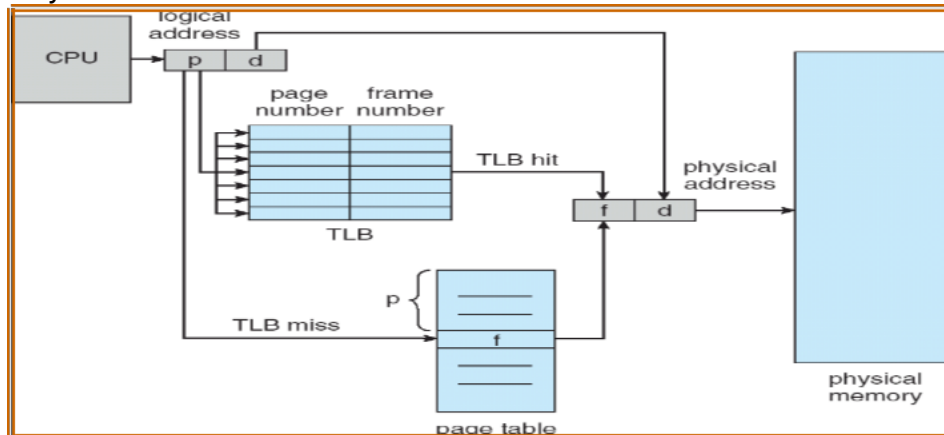 logical
address
CPU
p d
page frame
number number
TLB hit
physical
address
f d
TLB
p
TLB miss
f
physical
memory
page table